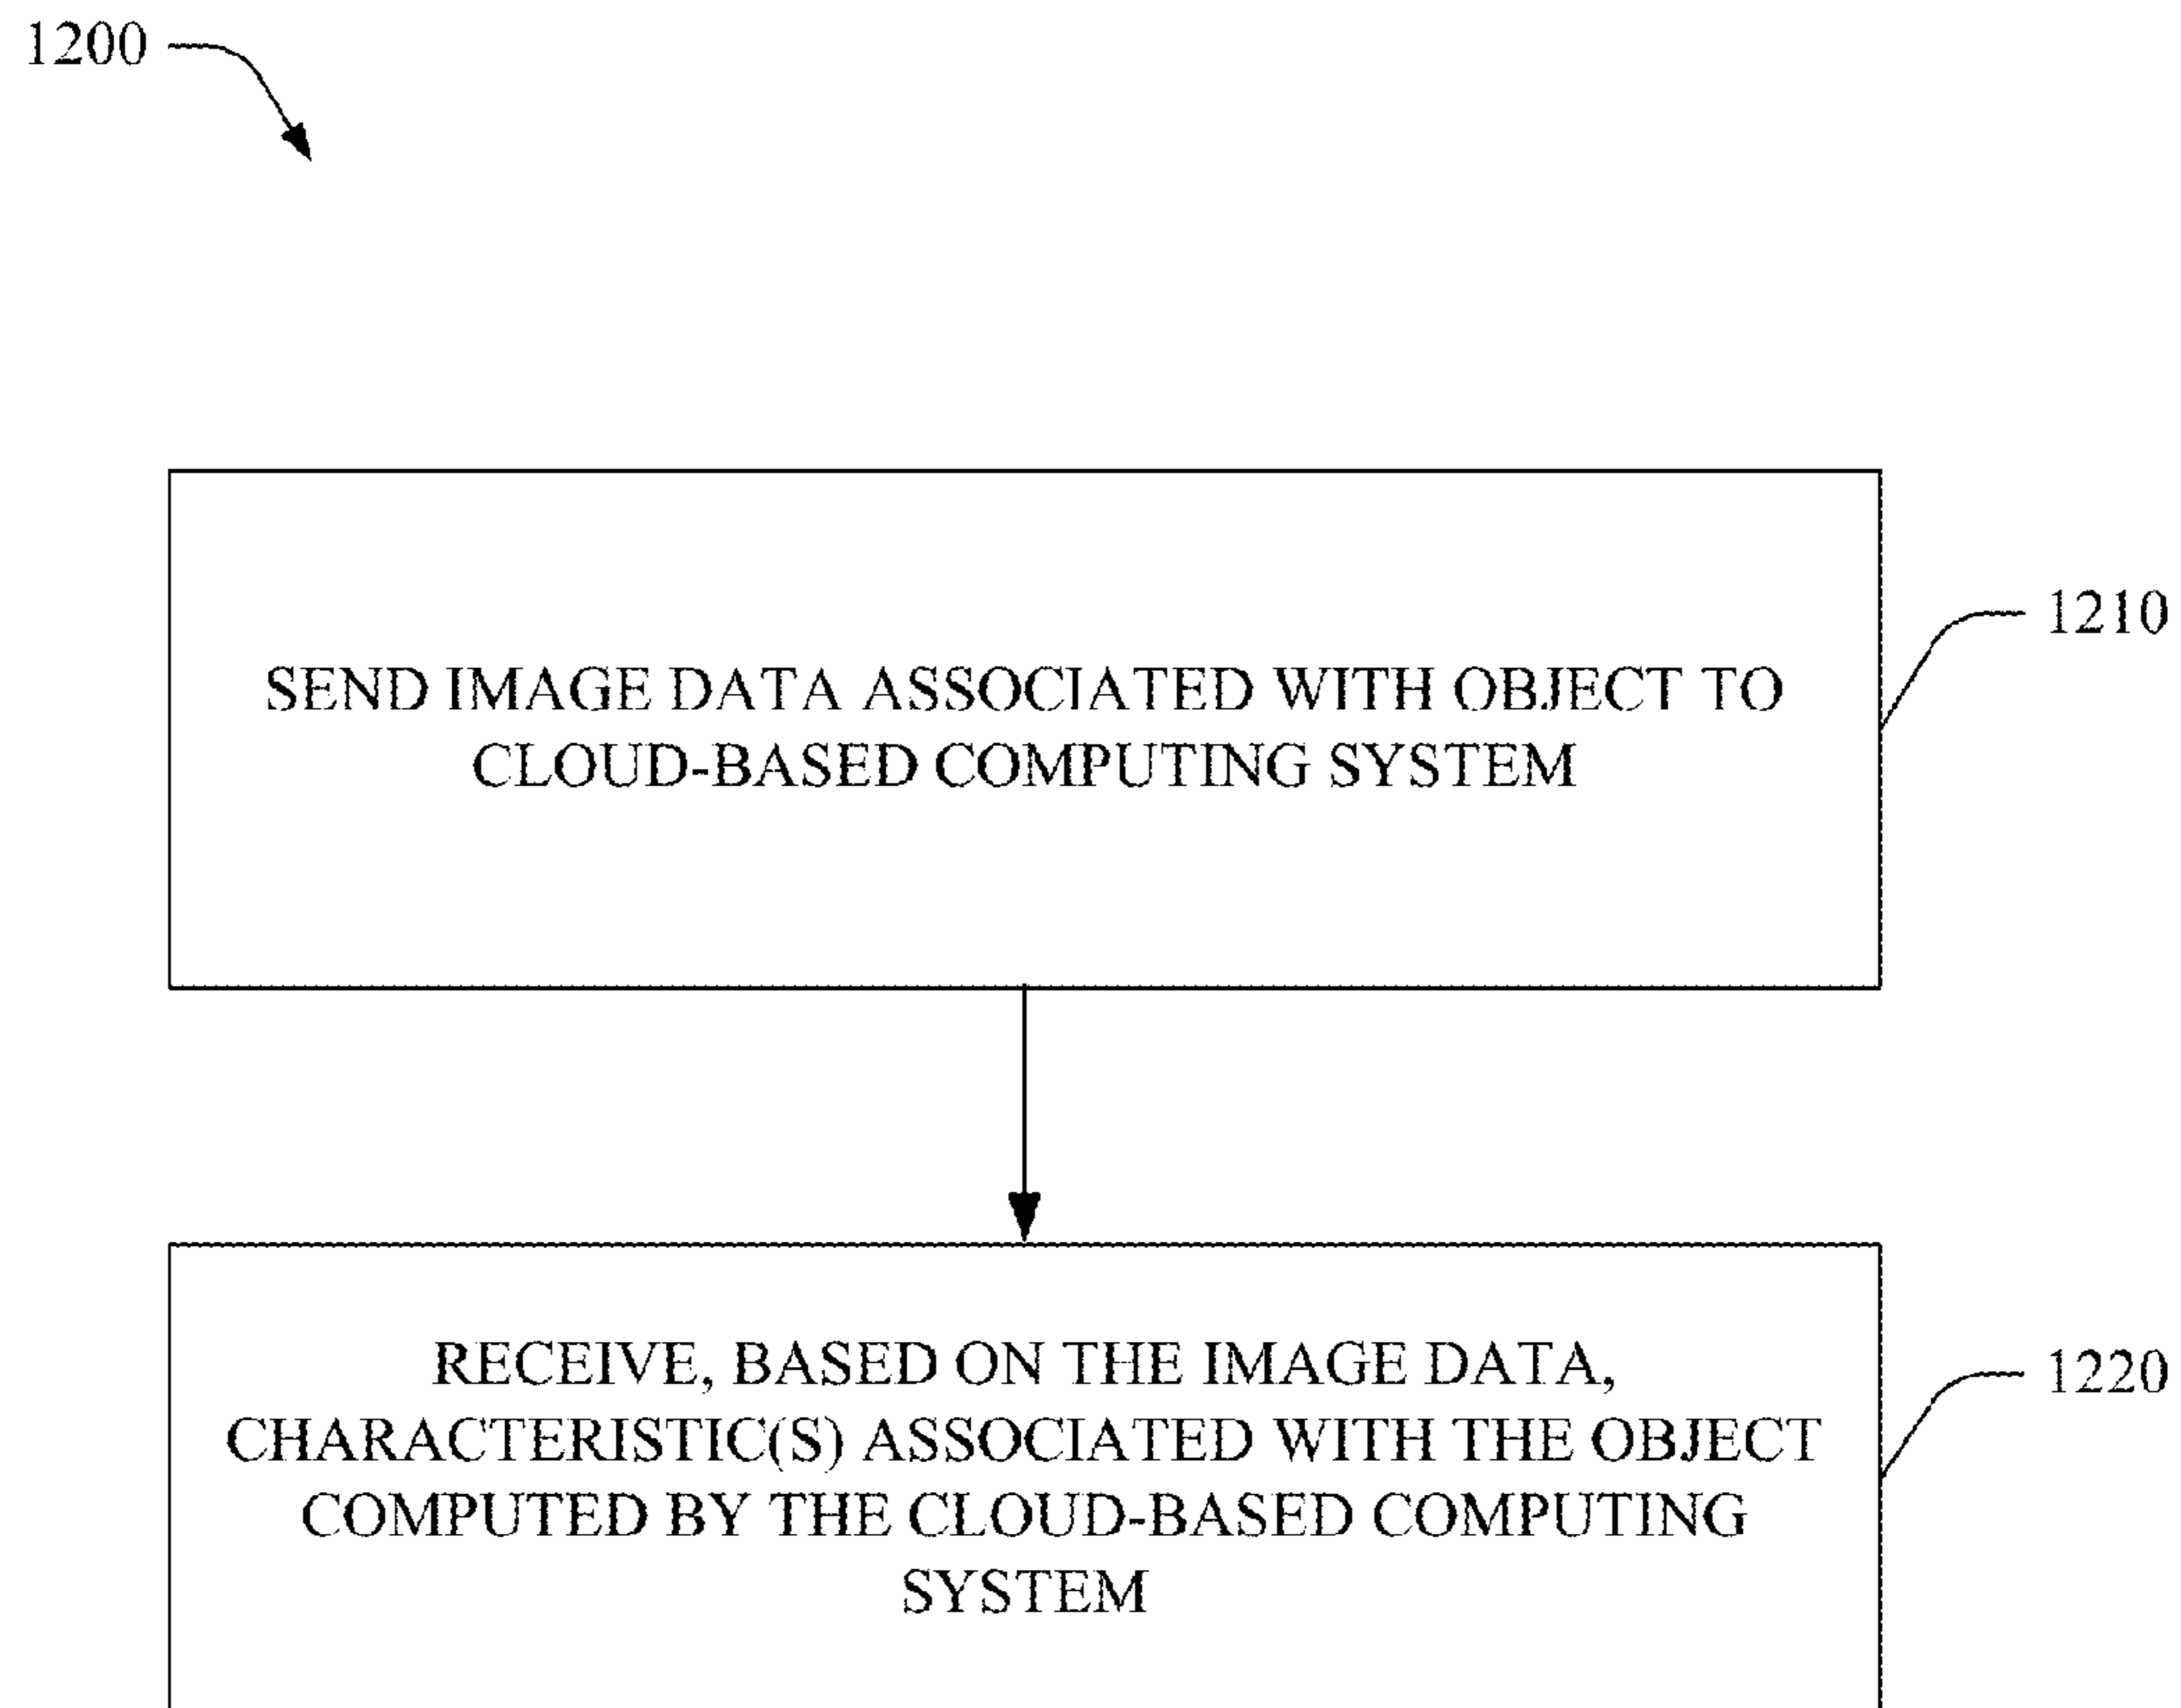 1200
SEND IMAGE DATA ASSOCIATED WITH OBJECT TO
CLOUD-BASED COMPUTING SYSTEM
1210
RECEIVE, BASED ON THE IMAGE DATA,
CHARACTERISTIC(S) ASSOCIATED WITH THE OBJECT
COMPUTED BY THE CLOUD-BASED COMPUTING
SYSTEM
1220